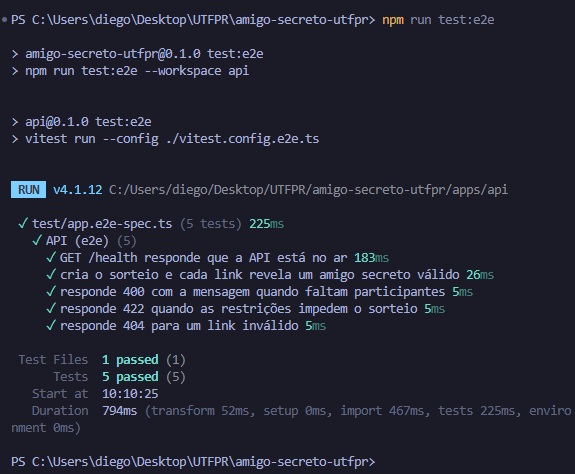 PS C:\Users\diego\Desktop\UTFPR\amigo-secreto-utfpr> npm run test:e2e
> amigo-secreto-utfpr@0.1.0 test:e2e
> npm run test:e2e --workspace api
> api@0.1.0 test:e2e
> vitest run --config ./vitest.config.e2e.ts
RUN v4.1.12 C:/Users/diego/Desktop/UTFPR/amigo-secreto-utfpr/apps/api
✓ test/app.e2e-spec.ts (5 tests) 225ms
✓ API (e2e) (5)
✓ GET /health responde que a API está no ar 183ms
✓ cria o sorteio e cada link revela um amigo secreto válido 26ms
✓ responde 400 com a mensagem quando faltam participantes 5ms
✓ responde 422 quando as restrições impedem o sorteio 5ms
✓ responde 404 para um link inválido 5ms
Test Files 1 passed (1)
Tests 5 passed (5)
Start at 10:10:25
Duration 794ms (transform 52ms, setup 0ms, import 467ms, tests 225ms, enviro
nment 0ms)
PS C:\Users\diego\Desktop\UTFPR\amigo-secreto-utfpr>